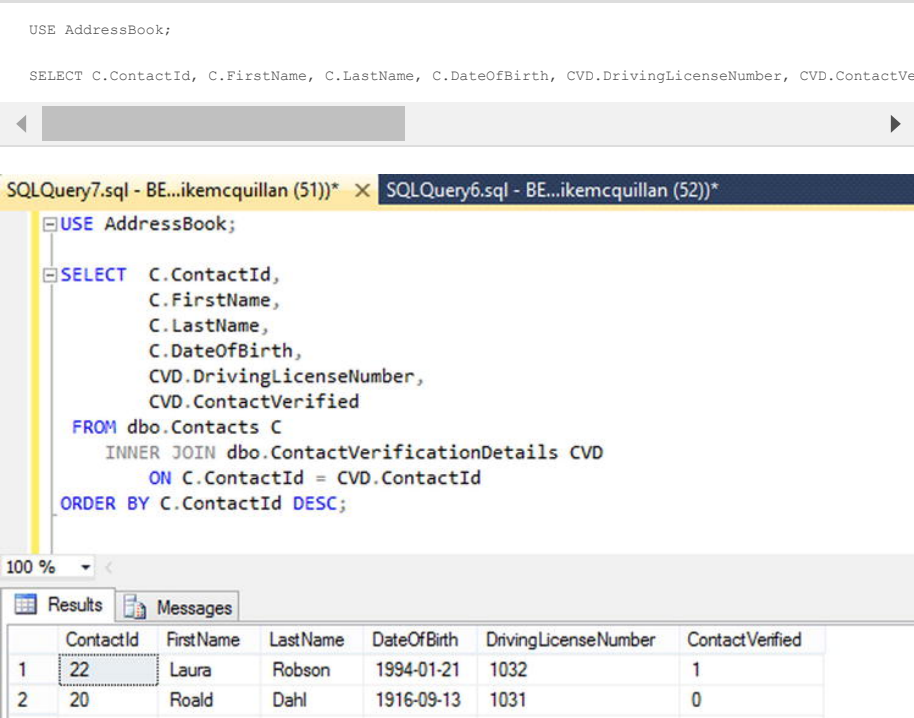 USE AddressBook;
SELECT C.ContactId, C.FirstName, C.LastName, C.DateOfBirth, CVD.DrivingLicenseNumber, CVD.ContactVe
SQLQuery7.sql - BE...ikemcquillan (51))* SQLQuery6.sql - BE...ikemcquillan (52))*
USE AddressBook;
SELECT C.ContactId,
C.FirstName,
C.LastName,
C.DateOfBirth,
CVD.DrivingLicenseNumber,
CVD.ContactVerified
FROM dbo.Contacts C
INNER JOIN dbo.ContactVerificationDetails CVD
ON C.ContactId = CVD.ContactId
ORDER BY C.ContactId DESC;
100 %
Results Messages
ContactId FirstName LastName DateOfBirth DrivingLicenseNumber ContactVerified
1 22 Laura Robson 1994-01-21 1032 1
2 20 Roald Dahl 1916-09-13 1031 0